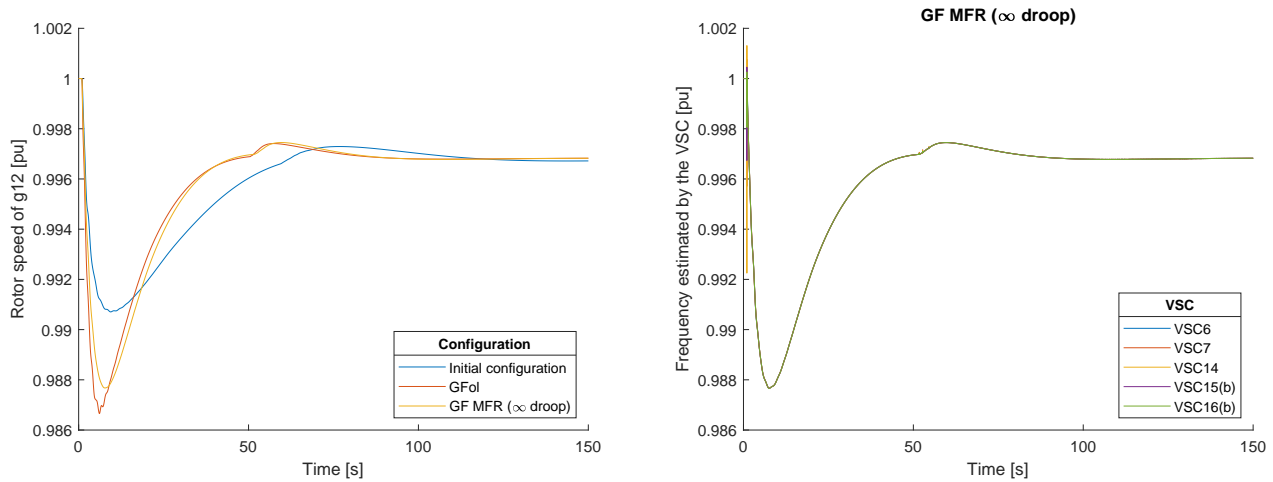 1.002
1
0.998
0.996
0.994
0.992
0.99
0.988
0.986
0
50
100
150
Rotor speed of g12 [pu]
Time [s]
Configuration
Initial configuration
GFol
GF MFR (∞ droop)
GF MFR (∞ droop)
1.002
1
0.998
0.996
0.994
0.992
0.99
0.988
0.986
0
50
100
150
Frequency estimated by the VSC [pu]
Time [s]
VSC
VSC6
VSC7
VSC14
VSC15(b)
VSC16(b)